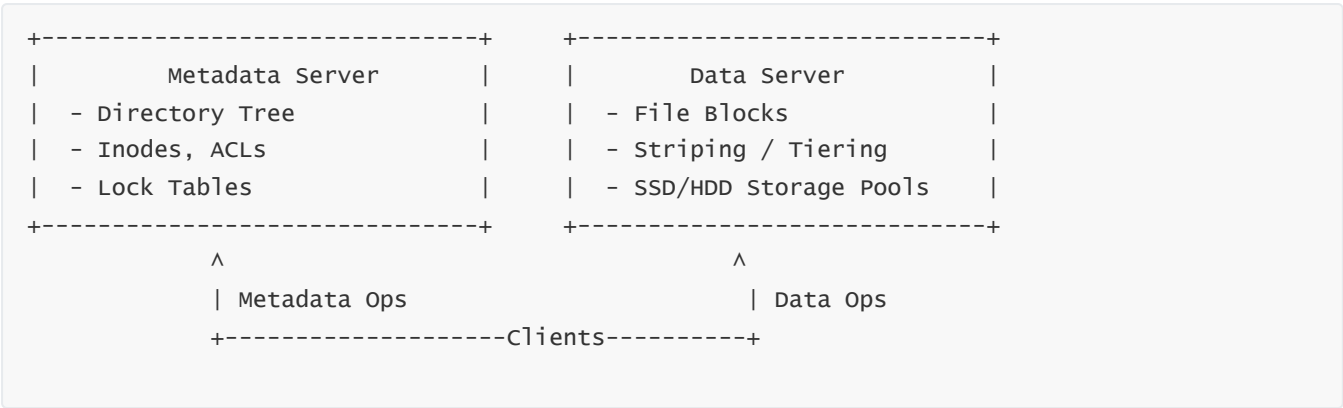 +-------------------------------+     +-----------------------------+
|         Metadata Server       |     |        Data Server          |
|  - Directory Tree             |     |  - File Blocks              |
|  - Inodes, ACLs               |     |  - Striping / Tiering       |
|  - Lock Tables                |     |  - SSD/HDD Storage Pools    |
+-------------------------------+     +-----------------------------+
             ^                                    ^
             | Metadata Ops                        | Data Ops
             +--------------------Clients----------+